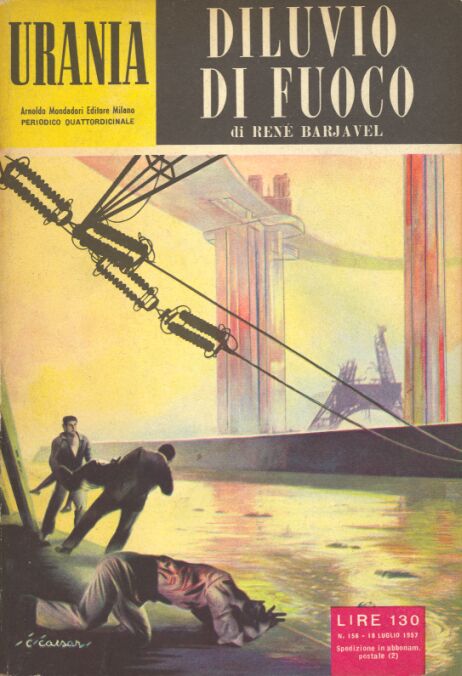 URANIA
Arnoldo Mondadori Editore Milano
PERIODICO QUATTORDICINALE
DILUVIO
DI FUOCO
di RENÉ BARJAVEL
LIRE 130
N. 156 - 18 LUGLIO 1957
Spedizione in abbonam.
postale (2)